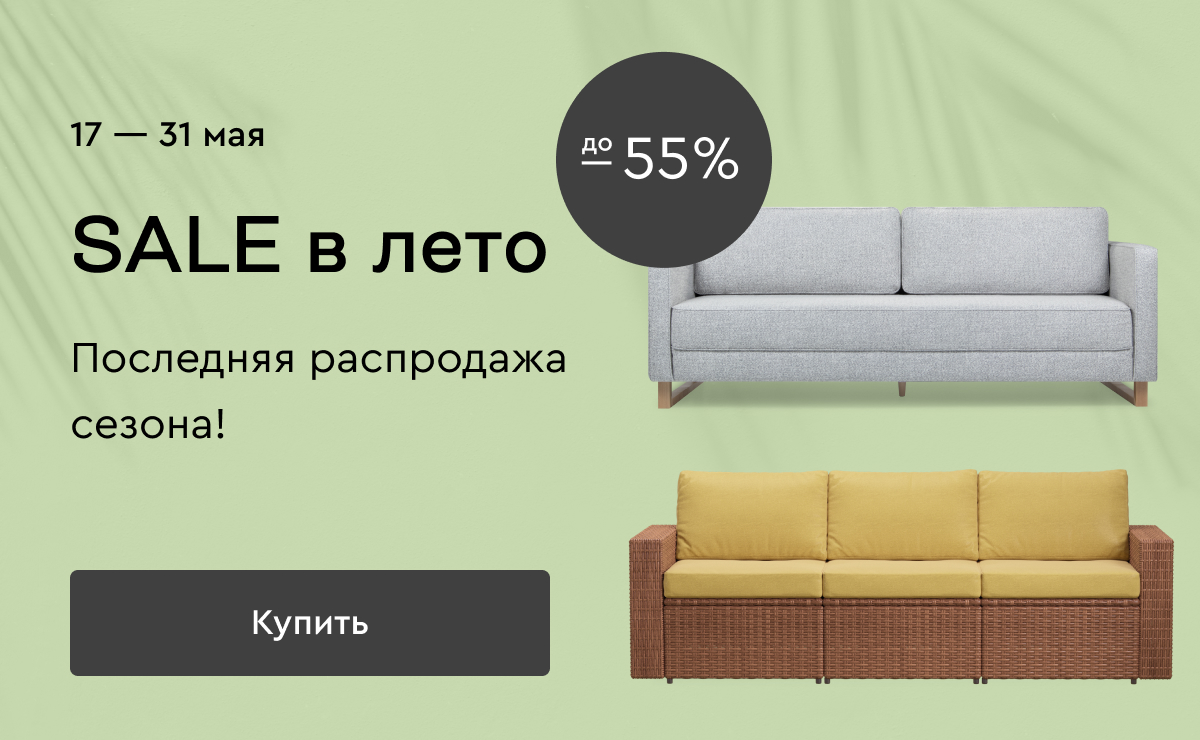 17 — 31 мая
до 55%
SALE в лето
Последняя распродажа
сезона!
Купить